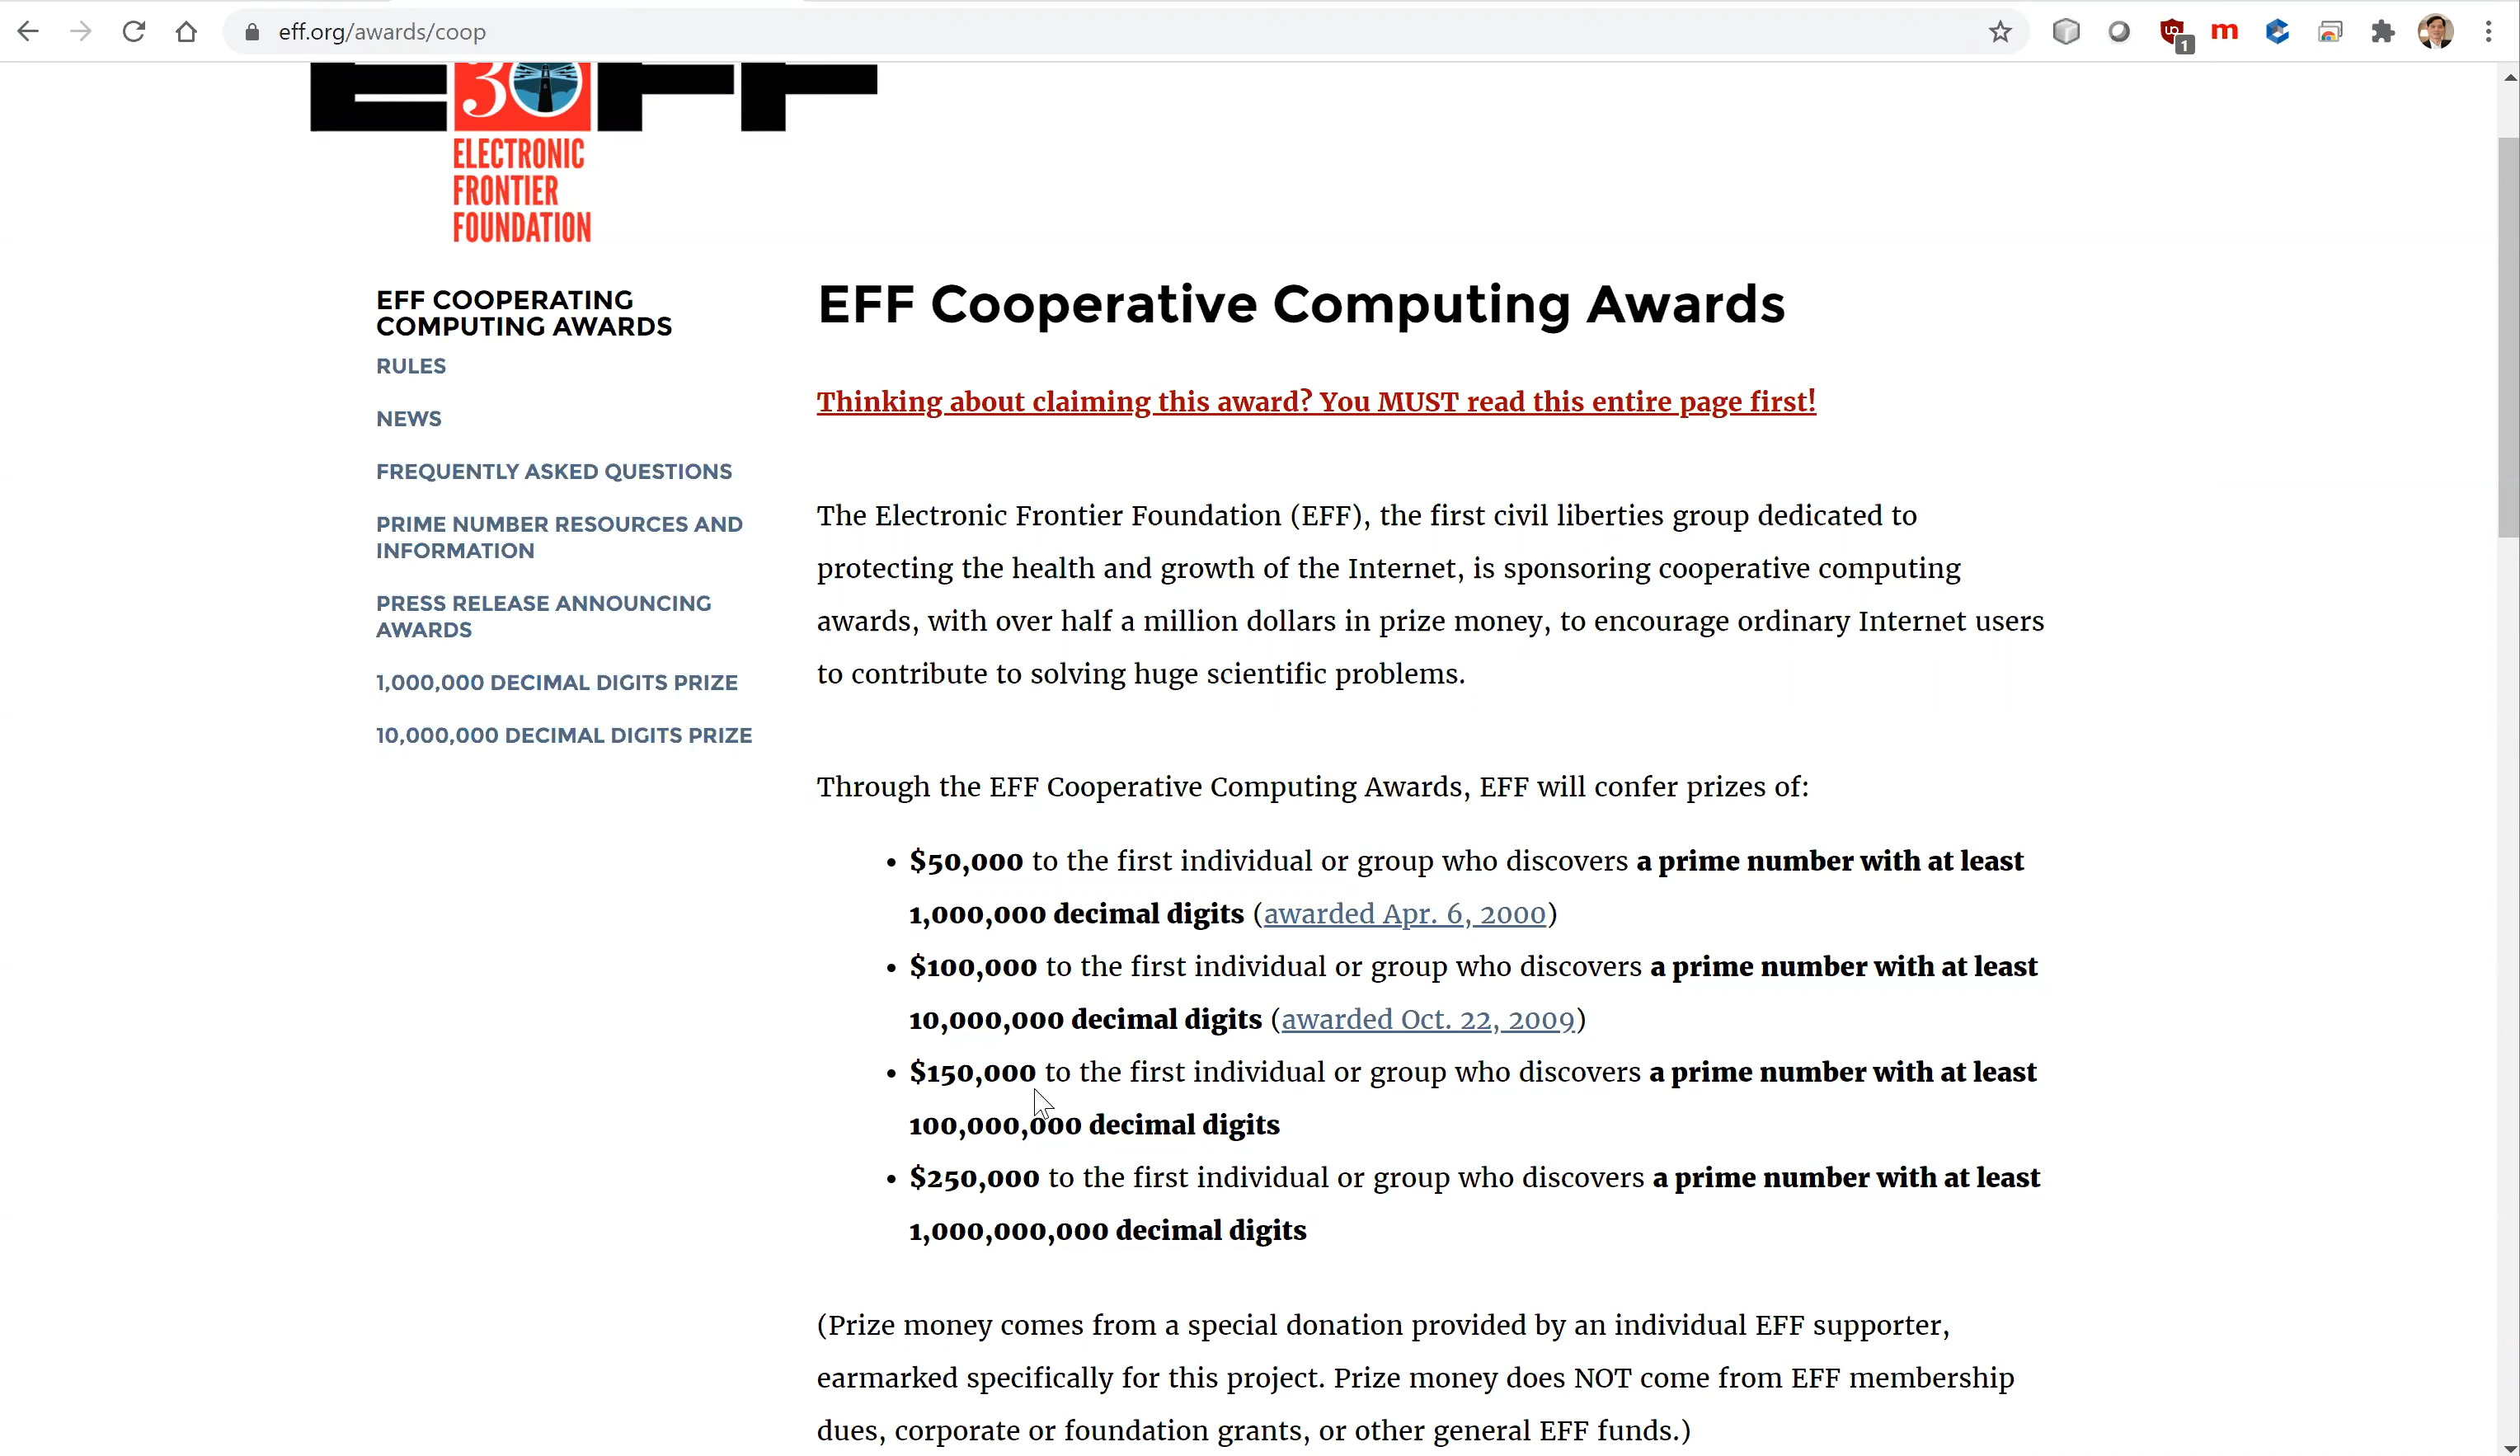 eff.org/awards/coop
1
EFF
30
ELECTRONIC
FRONTIER
FOUNDATION
EFF COOPERATING
COMPUTING AWARDS
RULES
NEWS
FREQUENTLY ASKED QUESTIONS
PRIME NUMBER RESOURCES AND
INFORMATION
PRESS RELEASE ANNOUNCING
AWARDS
1,000,000 DECIMAL DIGITS PRIZE
10,000,000 DECIMAL DIGITS PRIZE
EFF Cooperative Computing Awards
Thinking about claiming this award? You MUST read this entire page first!
The Electronic Frontier Foundation (EFF), the first civil liberties group dedicated to
protecting the health and growth of the Internet, is sponsoring cooperative computing
awards, with over half a million dollars in prize money, to encourage ordinary Internet users
to contribute to solving huge scientific problems.
Through the EFF Cooperative Computing Awards, EFF will confer prizes of:
• $50,000 to the first individual or group who discovers a prime number with at least
1,000,000 decimal digits (awarded Apr. 6, 2000)
• $100,000 to the first individual or group who discovers a prime number with at least
10,000,000 decimal digits (awarded Oct. 22, 2009)
• $150,000 to the first individual or group who discovers a prime number with at least
100,000,000 decimal digits
• $250,000 to the first individual or group who discovers a prime number with at least
1,000,000,000 decimal digits
(Prize money comes from a special donation provided by an individual EFF supporter,
earmarked specifically for this project. Prize money does NOT come from EFF membership
dues, corporate or foundation grants, or other general EFF funds.)